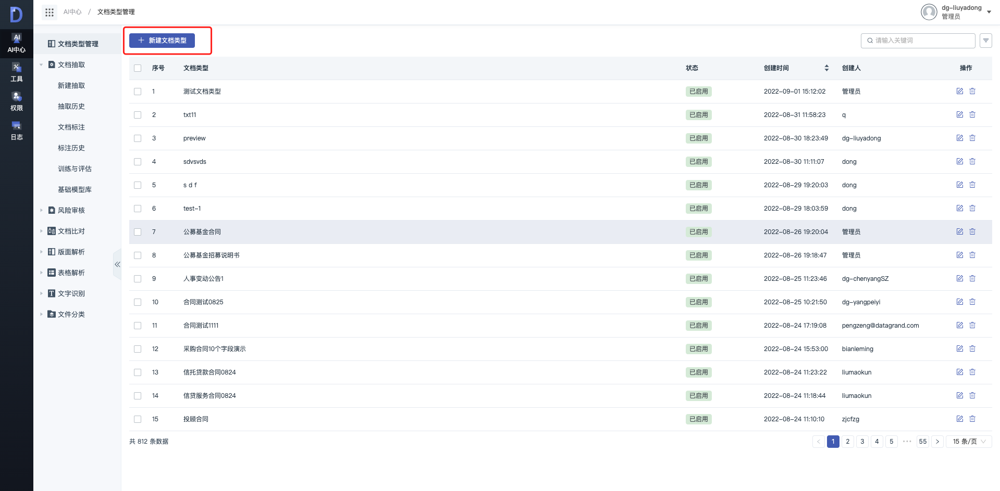 AI中心 / 文档类型管理
dg-liuyadong
管理员
AI
AI中心
工具
权限
日志
文档类型管理
文档抽取
新建抽取
抽取历史
文档标注
标注历史
训练与评估
基础模型库
风险审核
文档比对
版面解析
表格解析
文字识别
文件分类
新建文档类型
请输入关键词
序号 文档类型 状态 创建时间 创建人 操作
1 测试文档类型 已启用 2022-09-01 15:12:02 管理员
2 txt11 已启用 2022-08-31 11:58:23 q
3 preview 已启用 2022-08-30 18:23:49 dg-liuyadong
4 sdvsvds 已启用 2022-08-30 11:11:07 dong
5 s d f 已启用 2022-08-29 19:20:03 dong
6 test-1 已启用 2022-08-29 18:03:59 dong
7 公募基金合同 已启用 2022-08-26 19:20:04 管理员
8 公募基金招募说明书 已启用 2022-08-26 19:18:47 管理员
9 人事变动公告1 已启用 2022-08-25 11:23:46 dg-chenyangSZ
10 合同测试0825 已启用 2022-08-25 10:21:50 dg-yangpeiyi
11 合同测试1111 已启用 2022-08-24 17:19:08 pengzeng@datagrand.com
12 采购合同10个字段演示 已启用 2022-08-24 15:53:00 bianleming
13 信托贷款合同0824 已启用 2022-08-24 11:23:22 liumaokun
14 信贷服务合同0824 已启用 2022-08-24 11:18:44 liumaokun
15 投顾合同 已启用 2022-08-24 11:10:10 zjcfzg
共 812 条数据
1 2 3 4 5 ••• 55 15 条/页